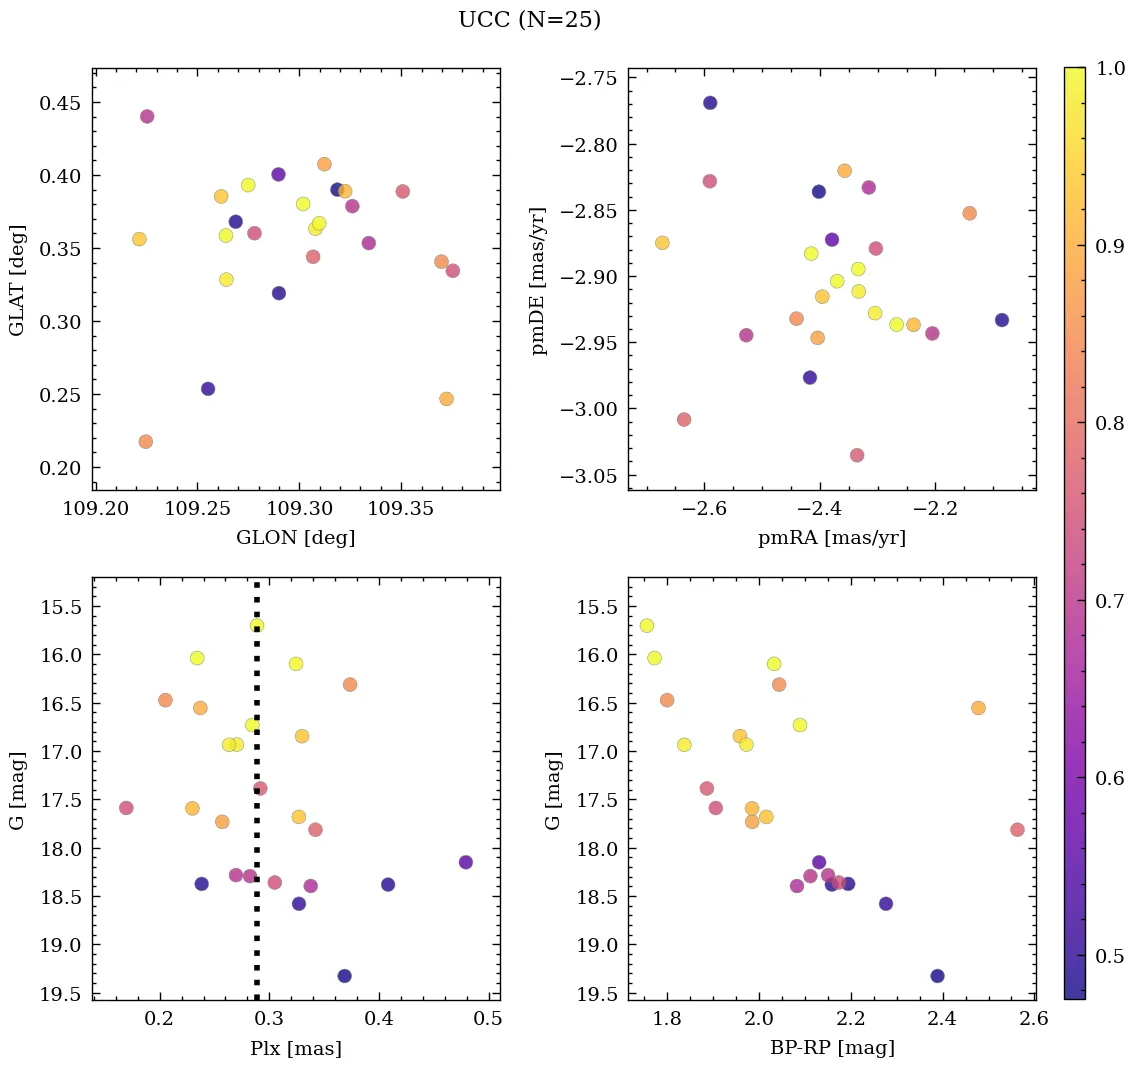 UCC (N=25)
0.45
0.40
0.35
0.30
0.25
0.20
GLAT [deg]
109.20 109.25 109.30 109.35
GLON [deg]
−2.75
−2.80
−2.85
−2.90
−2.95
−3.00
−3.05
pmDE [mas/yr]
−2.6 −2.4 −2.2
pmRA [mas/yr]
15.5
16.0
16.5
17.0
17.5
18.0
18.5
19.0
19.5
G [mag]
0.2 0.3 0.4 0.5
Plx [mas]
15.5
16.0
16.5
17.0
17.5
18.0
18.5
19.0
19.5
G [mag]
1.8 2.0 2.2 2.4 2.6
BP-RP [mag]
1.0
0.9
0.8
0.7
0.6
0.5